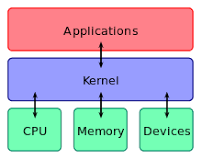 Applications
Kernel
CPU Memory Devices